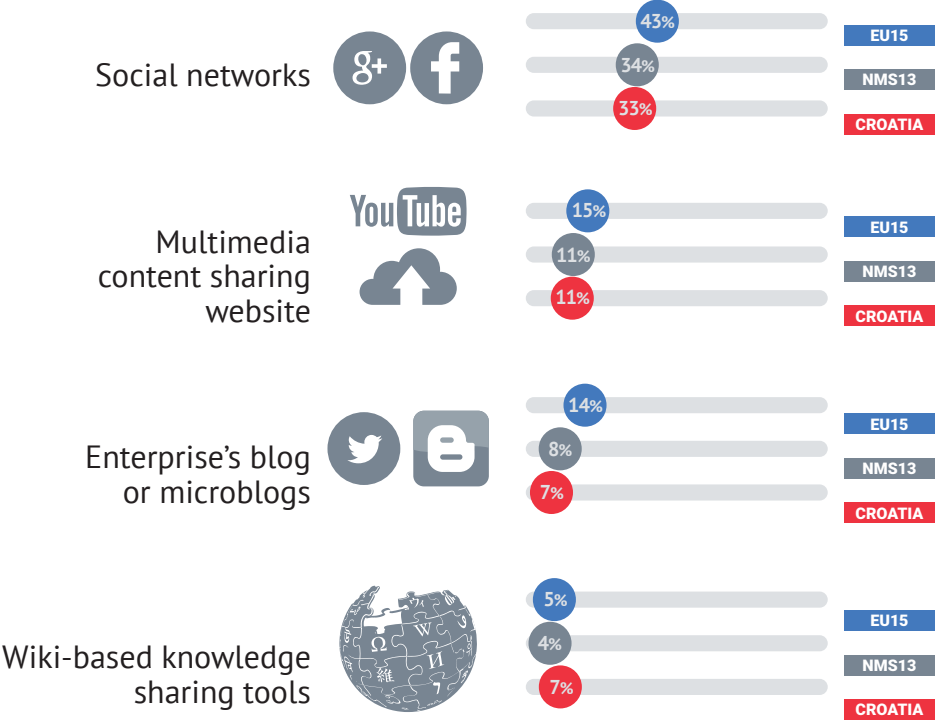 Social networks
g+ f
43%
34%
33%
EU15
NMS13
CROATIA
YouTube
Multimedia
content sharing
website
15%
11%
11%
EU15
NMS13
CROATIA
Enterprise's blog
or microblogs
14%
8%
7%
EU15
NMS13
CROATIA
Ω W
維 И
Wiki-based knowledge
sharing tools
5%
4%
7%
EU15
NMS13
CROATIA